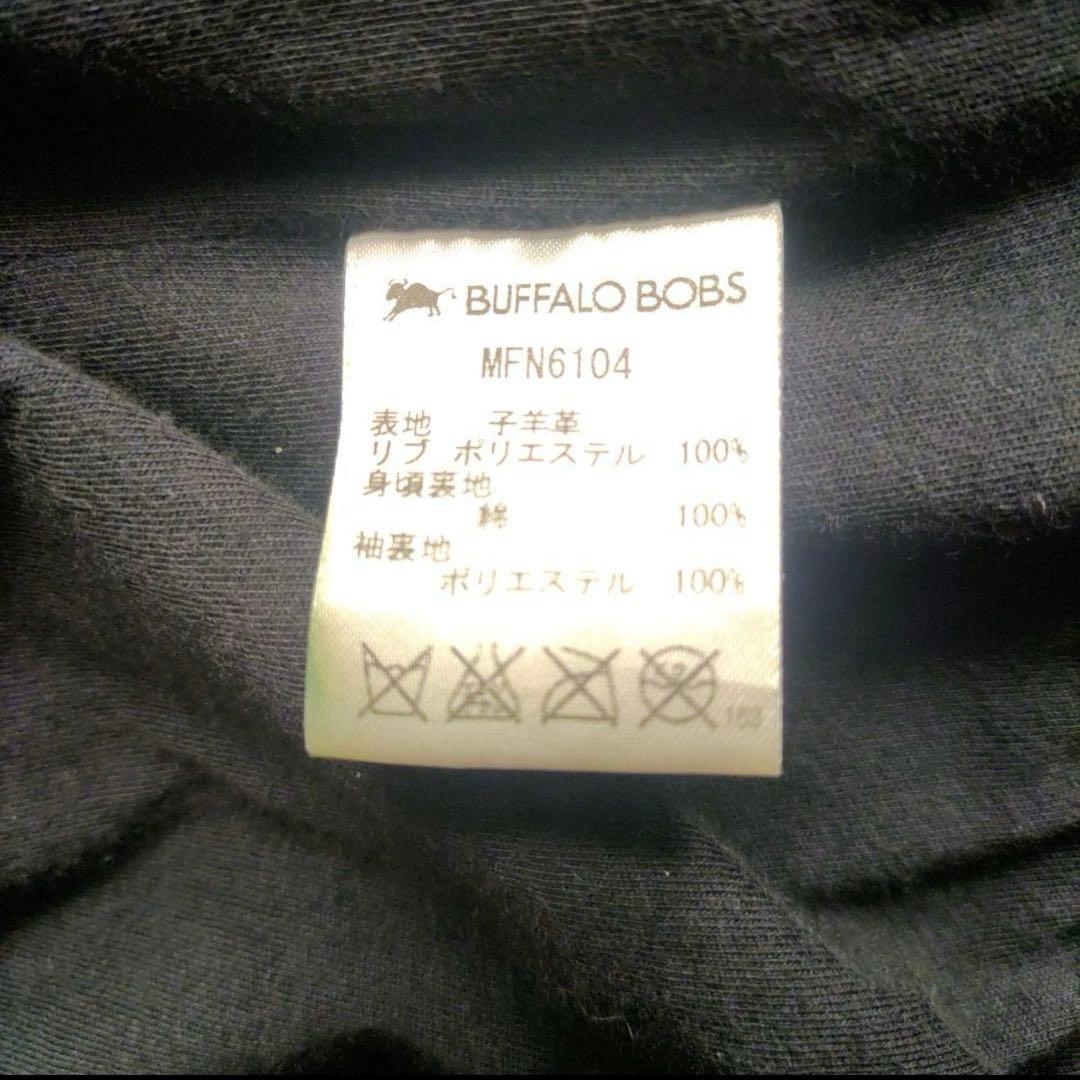 BUFFALO BOBS
MFN6104
表地 子羊革
リブ ポリエステル 100%
身頃裏地
綿 100%
袖裏地
ポリエステル 100%